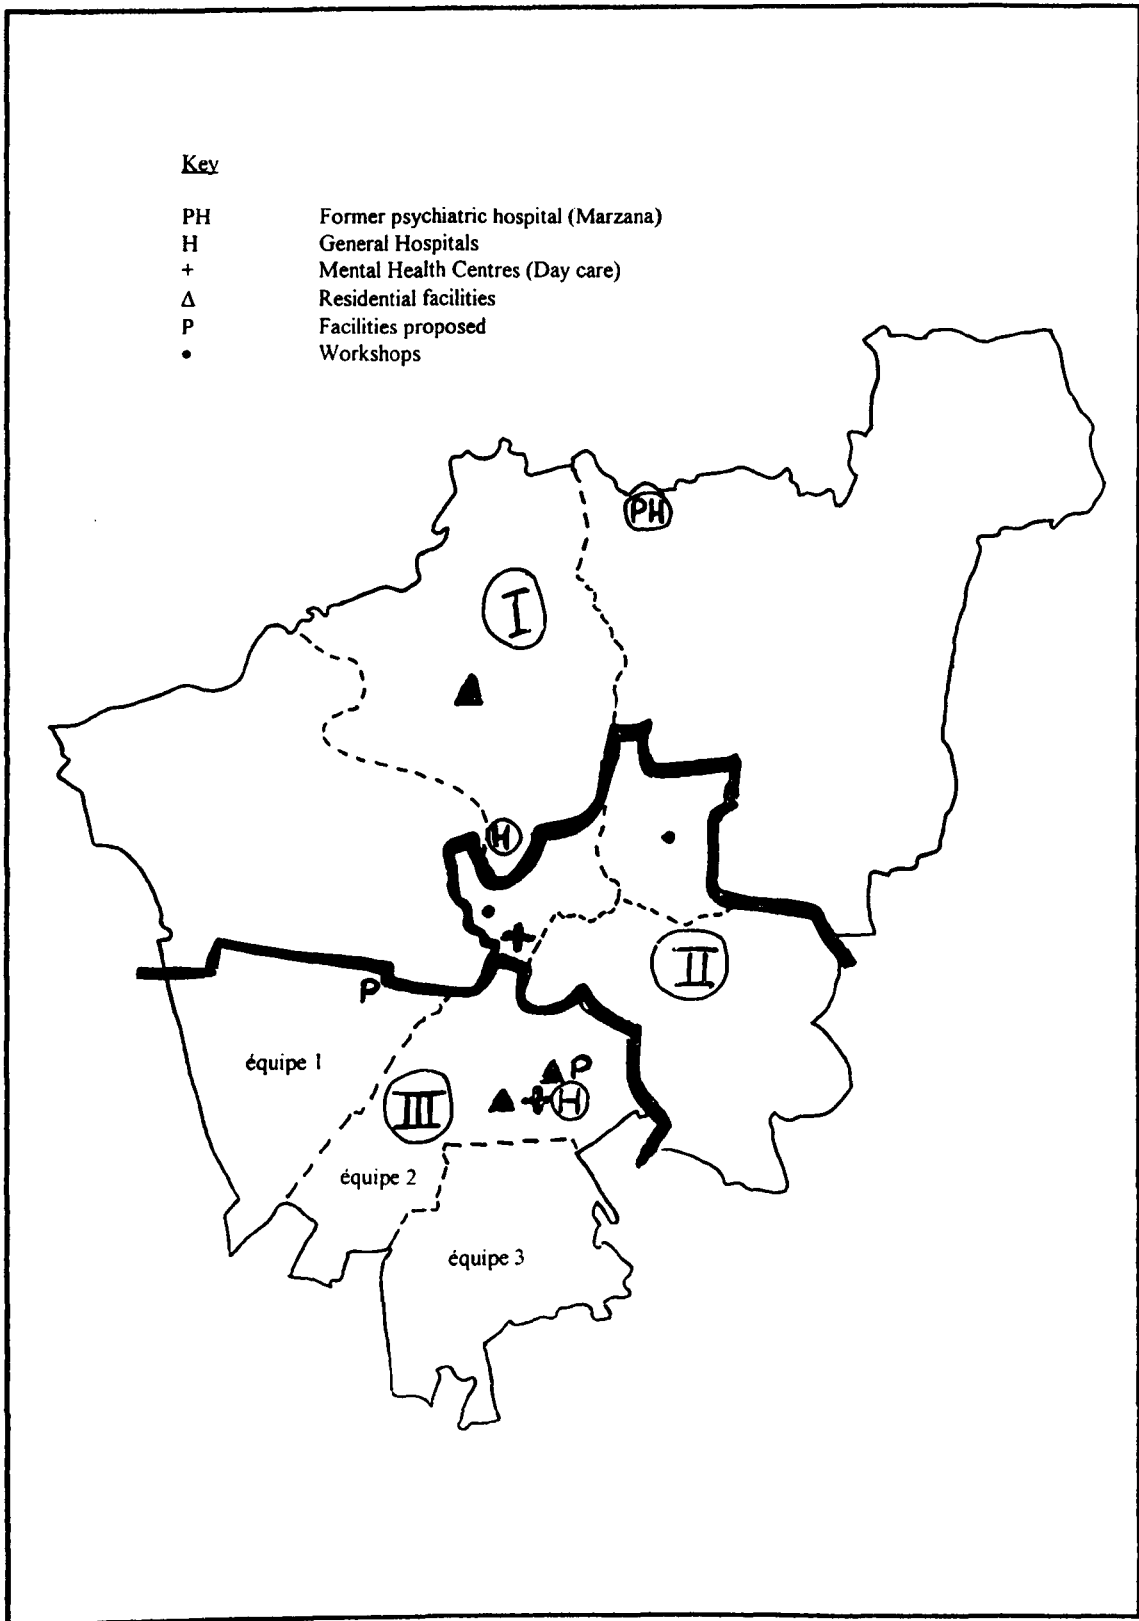 Key
PH Former psychiatric hospital (Marzana)
H General Hospitals
+ Mental Health Centres (Day care)
Δ Residential facilities
P Facilities proposed
• Workshops
PH
I
H
+
II
P
équipe 1
P
III
+ H
équipe 2
équipe 3